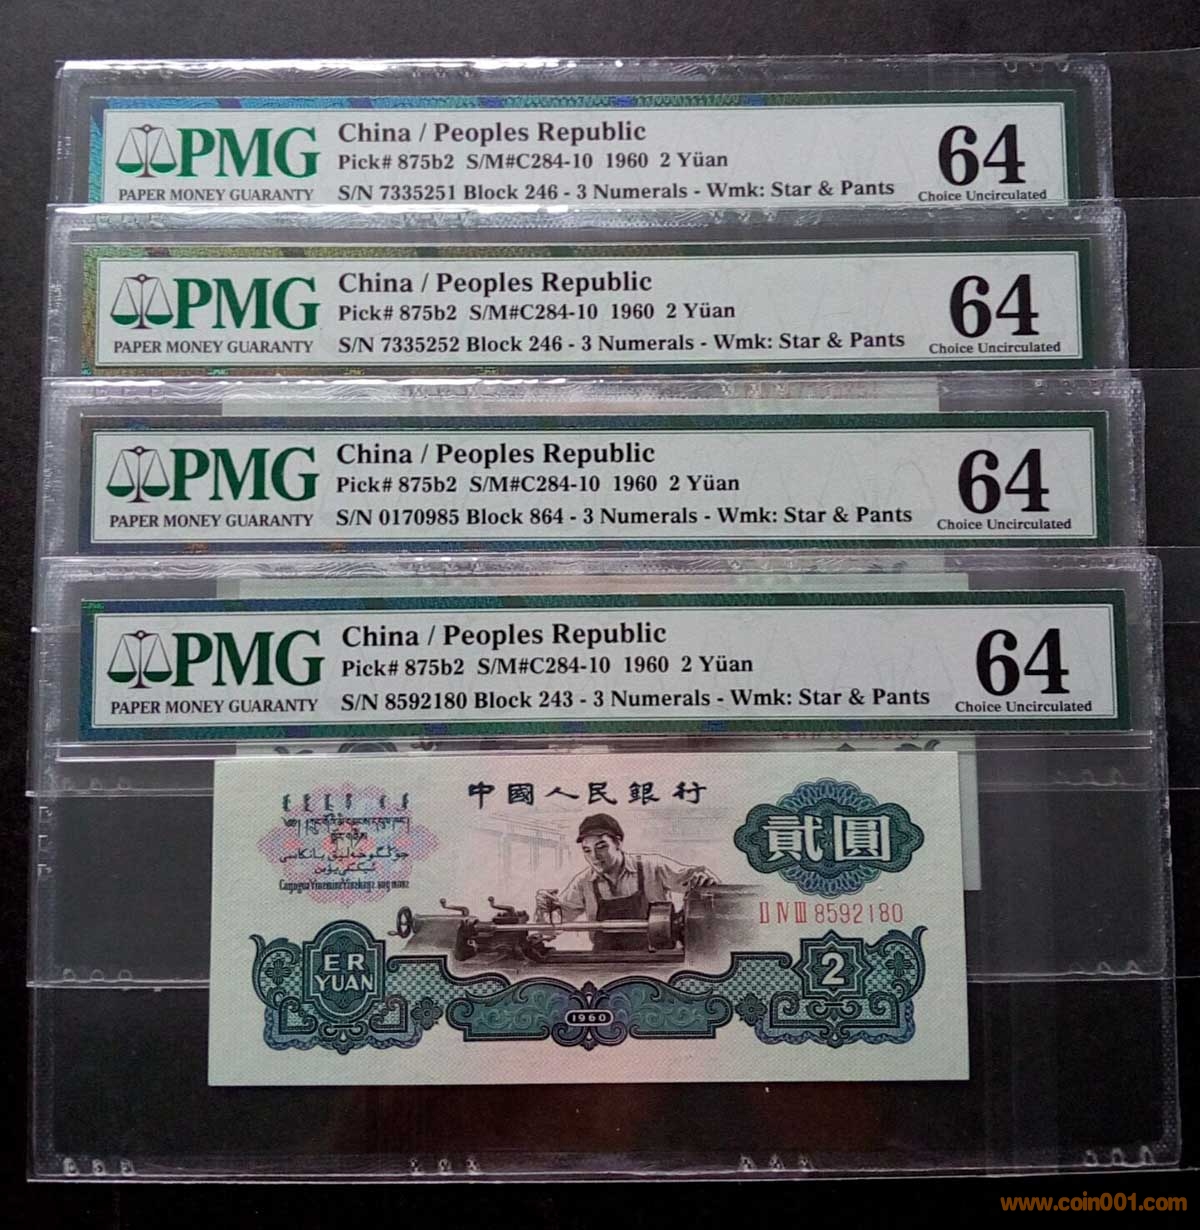 PMG
PAPER MONEY GUARANTY
China / Peoples Republic
Pick# 875b2 S/M#C284-10 1960 2 Yüan
S/N 7335251 Block 246 - 3 Numerals - Wmk: Star & Pants
64
Choice Uncirculated
PMG
PAPER MONEY GUARANTY
China / Peoples Republic
Pick# 875b2 S/M#C284-10 1960 2 Yüan
S/N 7335252 Block 246 - 3 Numerals - Wmk: Star & Pants
64
Choice Uncirculated
PMG
PAPER MONEY GUARANTY
China / Peoples Republic
Pick# 875b2 S/M#C284-10 1960 2 Yüan
S/N 0170985 Block 864 - 3 Numerals - Wmk: Star & Pants
64
Choice Uncirculated
PMG
PAPER MONEY GUARANTY
China / Peoples Republic
Pick# 875b2 S/M#C284-10 1960 2 Yüan
S/N 8592180 Block 243 - 3 Numerals - Wmk: Star & Pants
64
Choice Uncirculated
中國人民銀行
貳圓
II IV III 8592180
ER
YUAN
2
1960
www.coin001.com